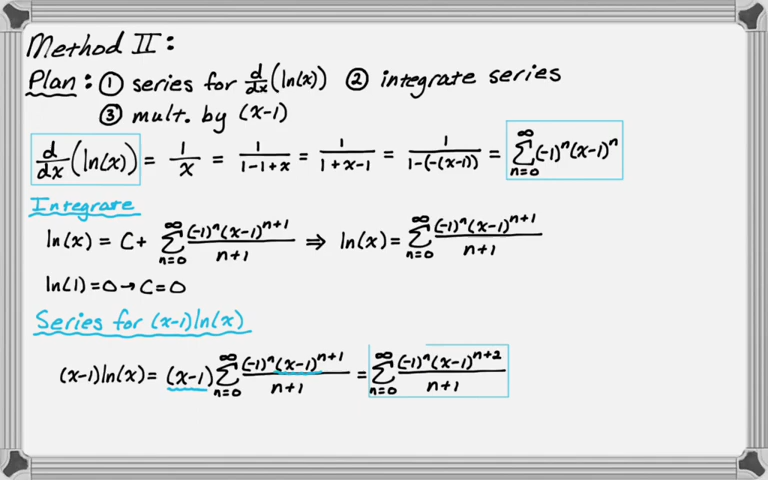 Method II:
Plan: ① series for d/dx (ln(x)) ② integrate series
③ mult. by (x-1)
d/dx (ln(x)) = 1/x = 1/(1-1+x) = 1/(1+x-1) = 1/(1-(-(x-1))) = ∑_{n=0}^{∞} (-1)^n (x-1)^n
Integrate
ln(x) = C + ∑_{n=0}^{∞} (-1)^n (x-1)^{n+1}/(n+1) ⇒ ln(x) = ∑_{n=0}^{∞} (-1)^n (x-1)^{n+1}/(n+1)
ln(1) = 0 → C = 0
Series for (x-1)ln(x)
(x-1)ln(x) = (x-1) ∑_{n=0}^{∞} (-1)^n (x-1)^{n+1}/(n+1) = ∑_{n=0}^{∞} (-1)^n (x-1)^{n+2}/(n+1)